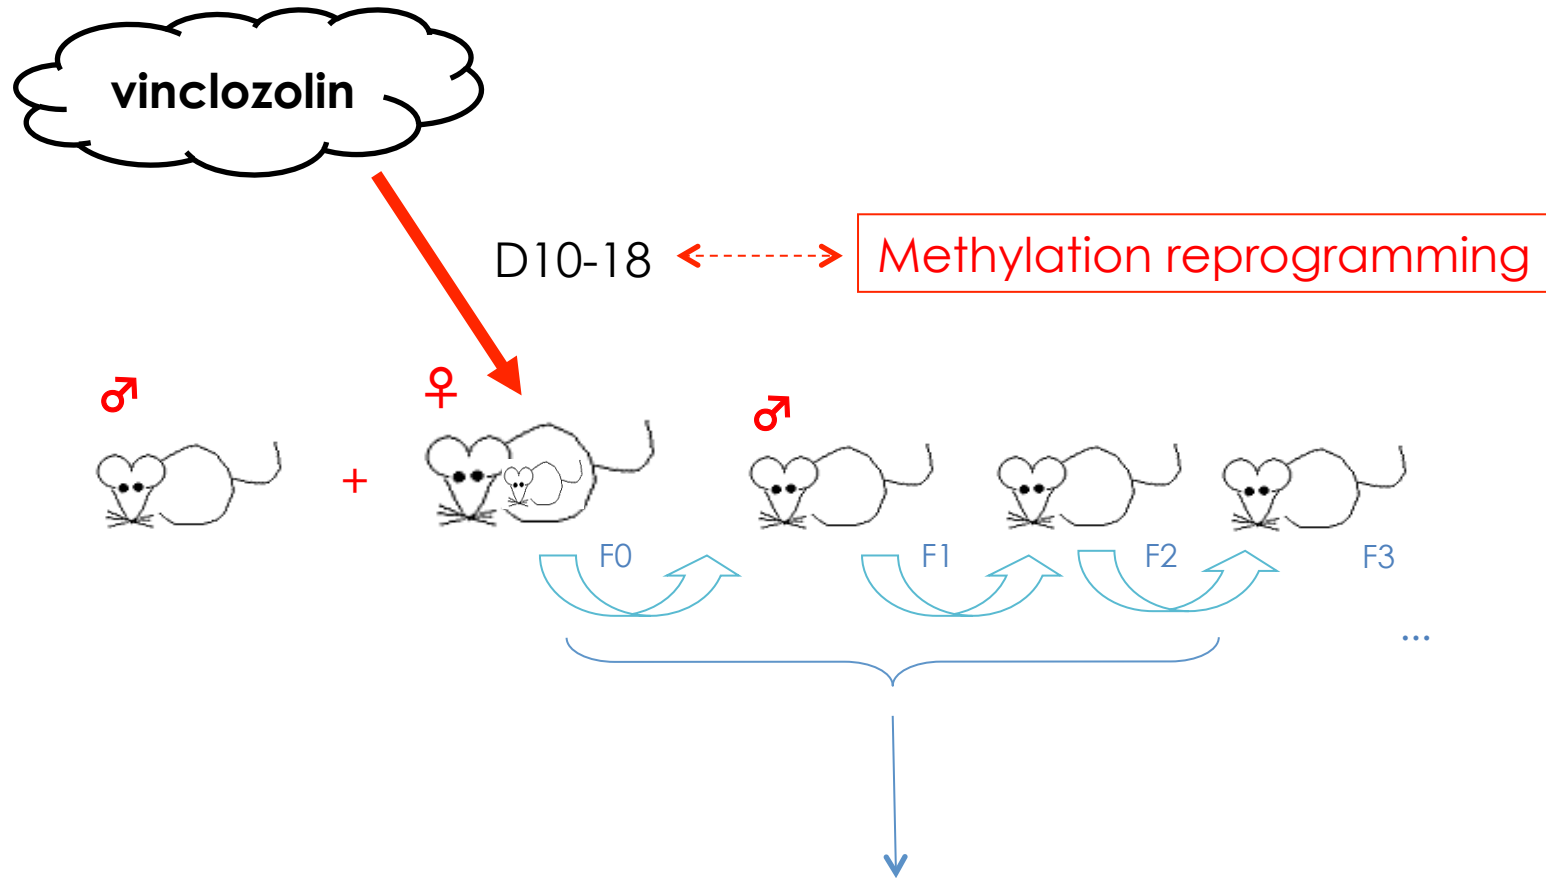 vinclozolin
D10-18
Methylation reprogramming
♂
♀
♂
+
F0
F1
F2
F3
...